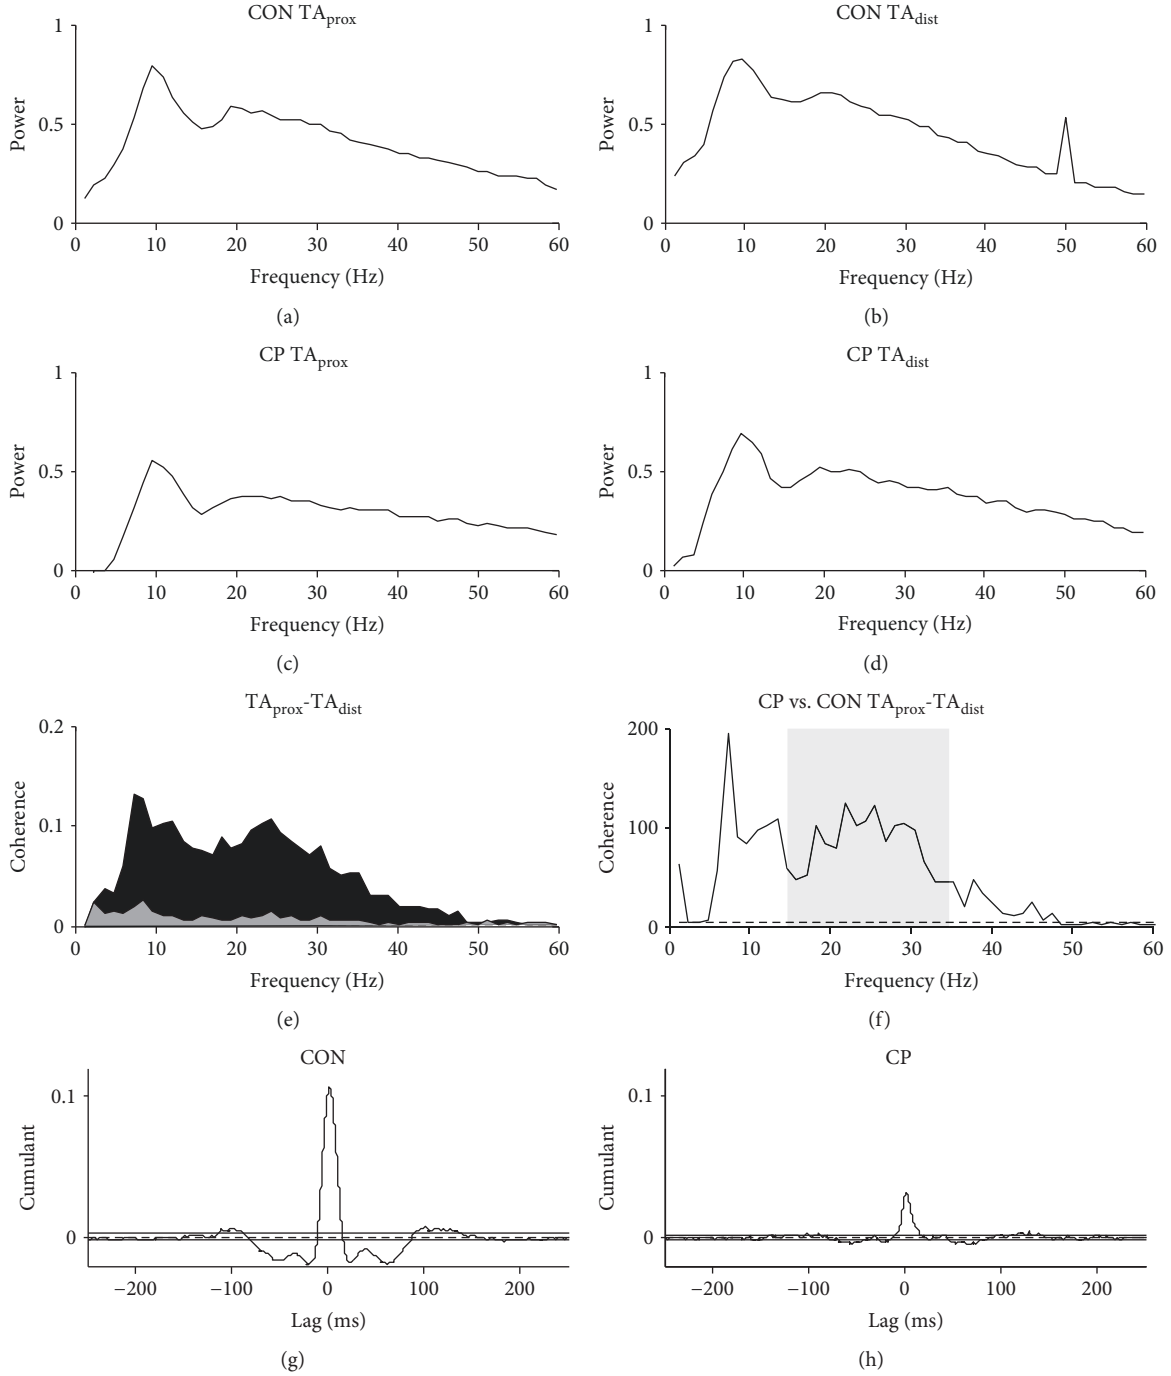 CON TAprox
1
0.5
0
Power
0 10 20 30 40 50 60
Frequency (Hz)
(a)
CON TAdist
1
0.5
0
Power
0 10 20 30 40 50 60
Frequency (Hz)
(b)
CP TAprox
1
0.5
0
Power
0 10 20 30 40 50 60
Frequency (Hz)
(c)
CP TAdist
1
0.5
0
Power
0 10 20 30 40 50 60
Frequency (Hz)
(d)
TAprox-TAdist
0.2
0.1
0
Coherence
0 10 20 30 40 50 60
Frequency (Hz)
(e)
CP vs. CON TAprox-TAdist
200
100
0
Coherence
0 10 20 30 40 50 60
Frequency (Hz)
(f)
CON
0.1
0
Cumulant
−200 −100 0 100 200
Lag (ms)
(g)
CP
0.1
0
Cumulant
−200 −100 0 100 200
Lag (ms)
(h)